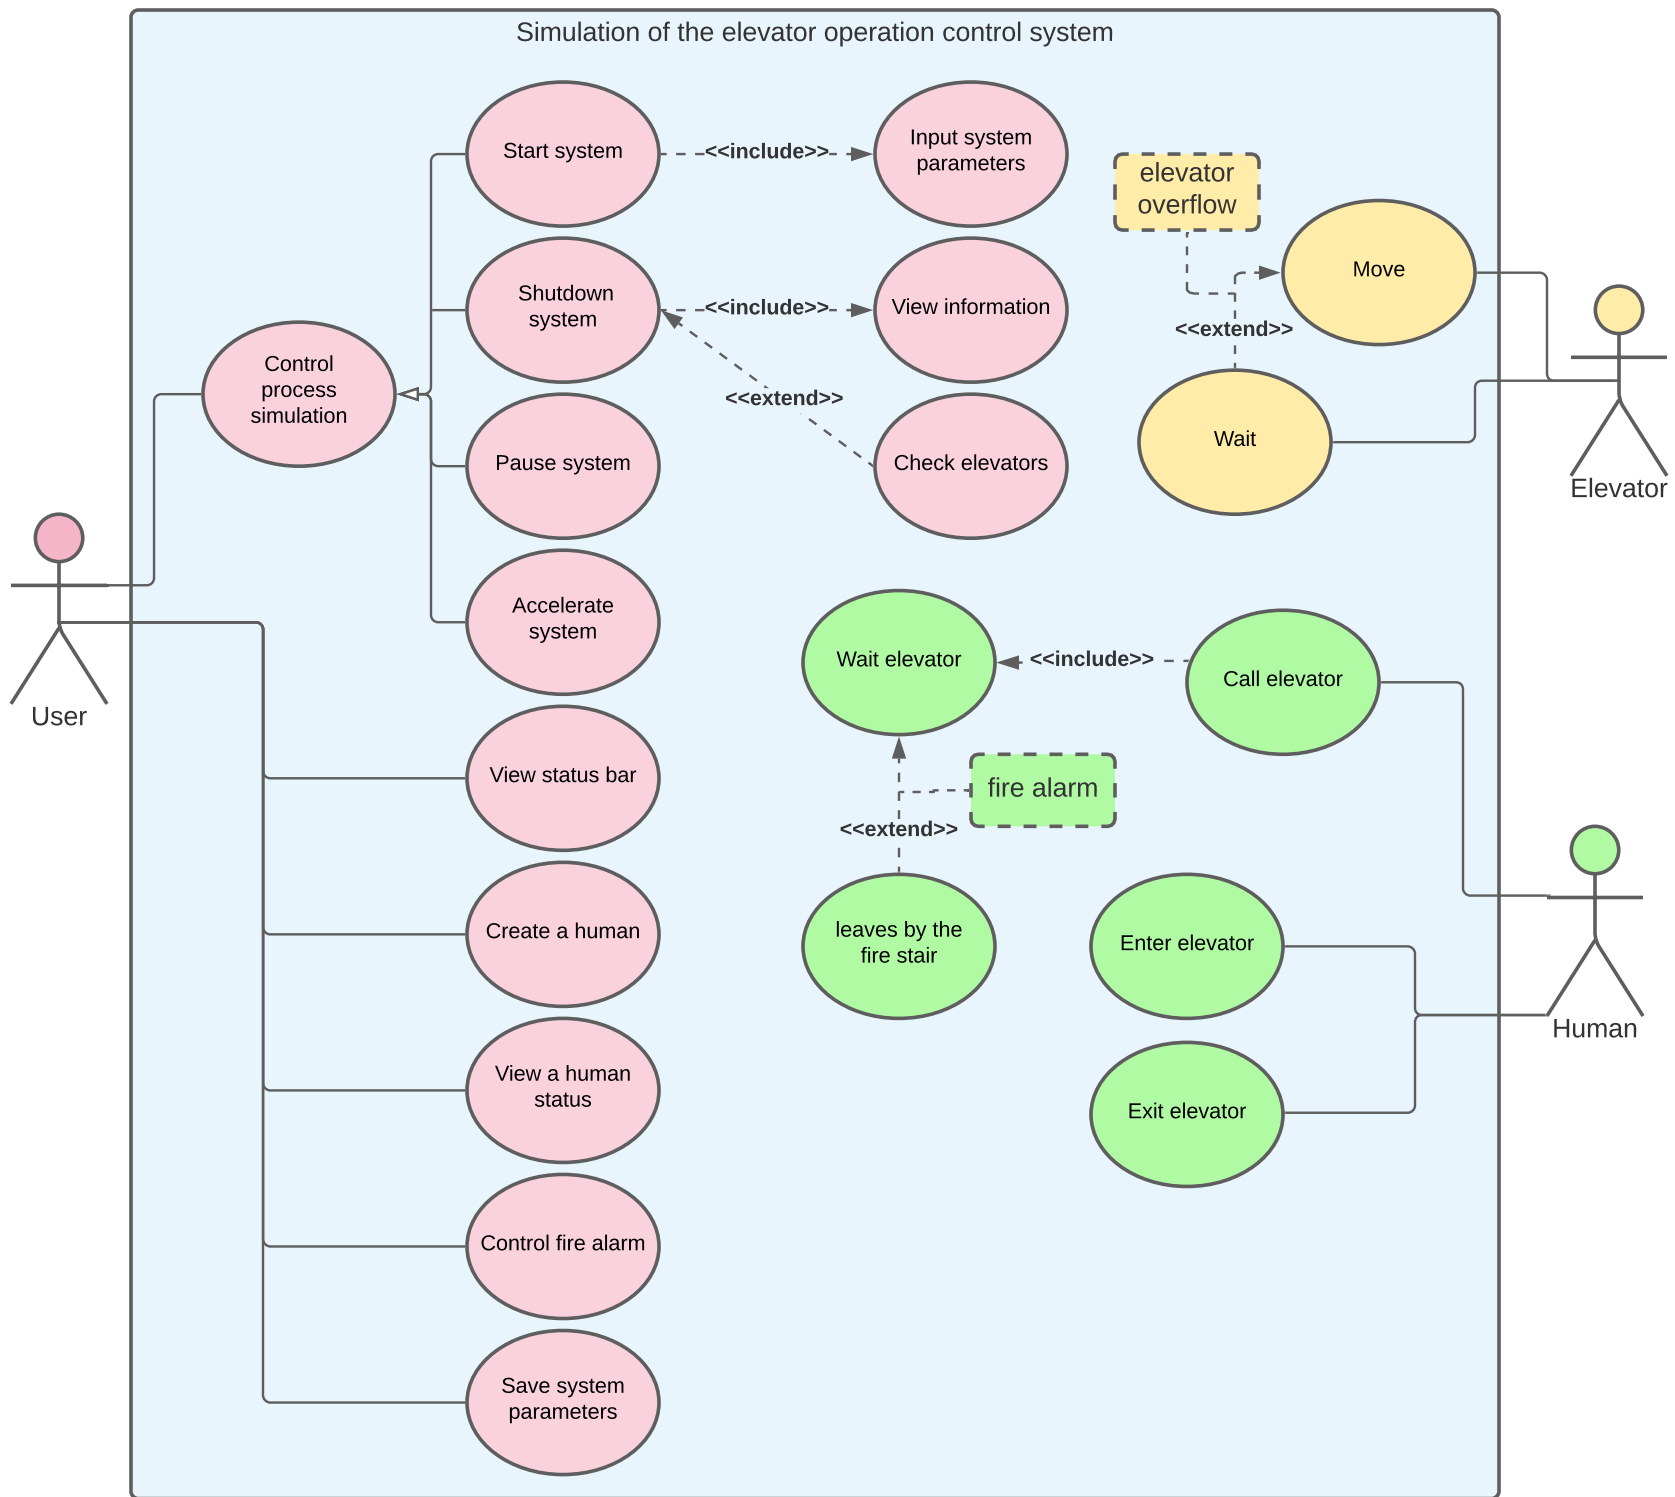 Simulation of the elevator operation control system
Start system
<<include>>
Input system
parameters
elevator
overflow
Move
Shutdown
system
<<include>>
View information
<<extend>>
Control
process
simulation
<<extend>>
Wait
Elevator
Pause system
Check elevators
Accelerate
system
User
Wait elevator
<<include>>
Call elevator
View status bar
fire alarm
<<extend>>
Create a human
leaves by the
fire stair
Enter elevator
Human
View a human
status
Exit elevator
Control fire alarm
Save system
parameters